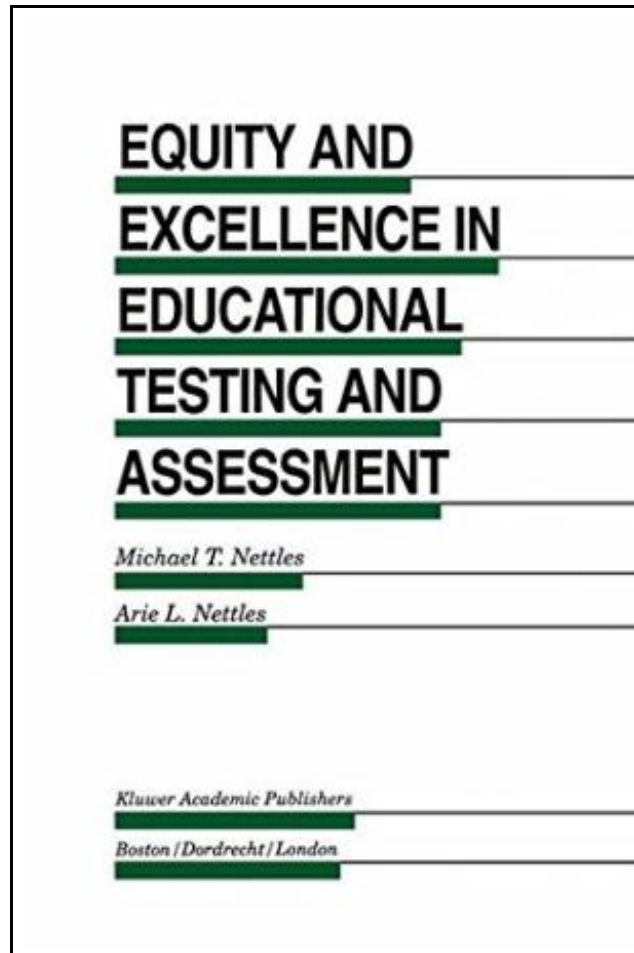 EQUITY AND
EXCELLENCE IN
EDUCATIONAL
TESTING AND
ASSESSMENT
Michael T. Nettles
Arie L. Nettles
Kluwer Academic Publishers
Boston/Dordrecht/London